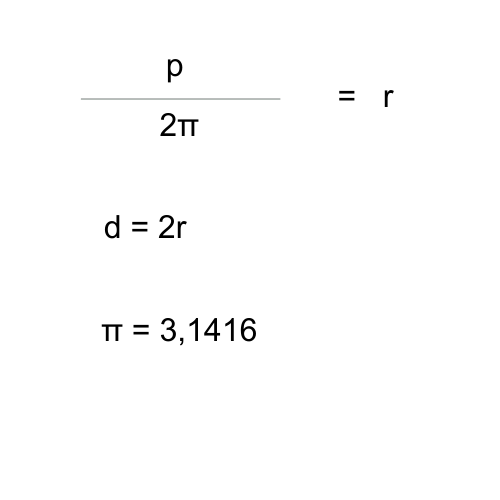 p
2π
= r
d = 2r
π = 3,1416